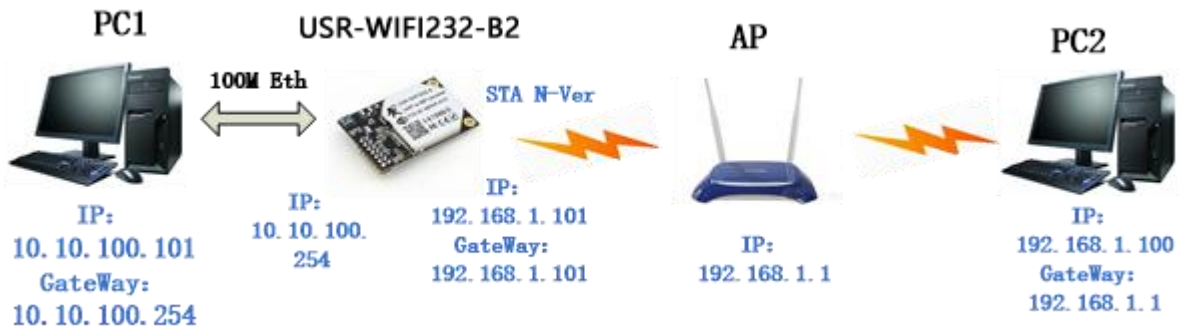 PC1
USR-WIFI232-B2
AP
PC2
100M Eth
STA N-Ver
IP:
10.10.100.101
GateWay:
10.10.100.254
IP:
10.10.100.
254
IP:
192.168.1.101
GateWay:
192.168.1.101
IP:
192.168.1.1
IP:
192.168.1.100
GateWay:
192.168.1.1